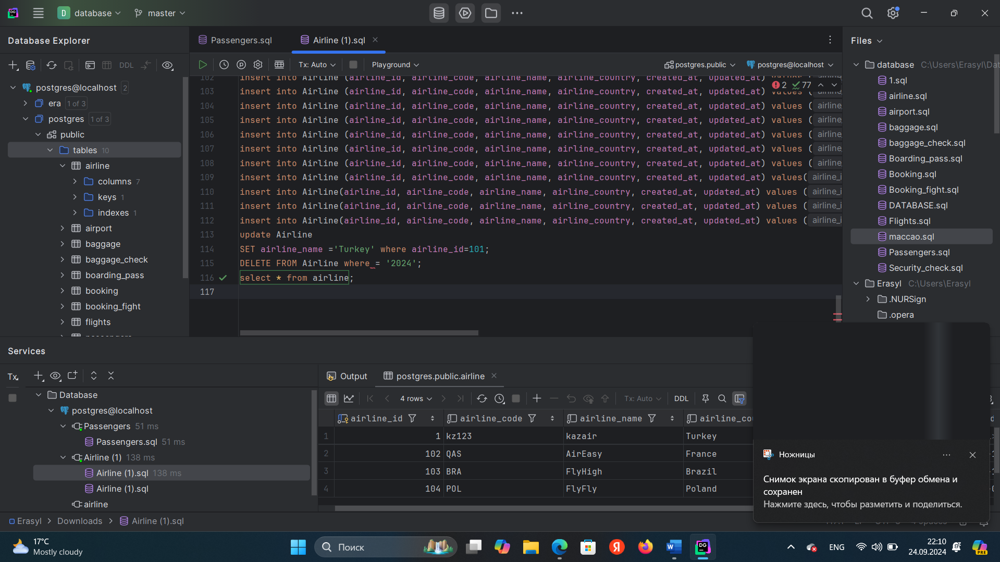 D database master
Database Explorer
DDL
postgres@localhost 2
era 1 of 3
postgres 1 of 3
public
tables 10
airline
columns 7
keys 1
indexes 1
airport
baggage
baggage_check
boarding_pass
booking
booking_fight
flights
Passengers.sql
Airline (1).sql
Tx: Auto
Playground
postgres.public
postgres@localhost
2 77
102 insert into Airline (airline_id, airline_code, airline_name, airline_country, created_at, updated_at) values (
103 insert into Airline (airline_id, airline_code, airline_name, airline_country, created_at, updated_at) values (
104 insert into Airline (airline_id, airline_code, airline_name, airline_country, created_at, updated_at) values ( airline
105 insert into Airline (airline_id, airline_code, airline_name, airline_country, created_at, updated_at) values ( airline
106 insert into Airline (airline_id, airline_code, airline_name, airline_country, created_at, updated_at) values ( airline
107 insert into Airline (airline_id, airline_code, airline_name, airline_country, created_at, updated_at) values ( airline
108 insert into Airline (airline_id, airline_code, airline_name, airline_country, created_at, updated_at) values ( airline
109 insert into Airline (airline_id, airline_code, airline_name, airline_country, created_at, updated_at) values( airline_i
110 insert into Airline(airline_id, airline_code, airline_name, airline_country, created_at, updated_at) values ( airline_i
111 insert into Airline(airline_id, airline_code, airline_name, airline_country, created_at, updated_at) values ( airline_i
112 insert into Airline(airline_id, airline_code, airline_name, airline_country, created_at, updated_at) values ( airline_i
113 update Airline
114 SET airline_name ='Turkey' where airline_id=101;
115 DELETE FROM Airline where = '2024';
116 select * from airline;
117
Files
database C:\Users\Erasyl\Dat
1.sql
airline.sql
airport.sql
baggage.sql
baggage_check.sql
Boarding_pass.sql
Booking.sql
Booking_fight.sql
DATABASE.sql
Flights.sql
maccao.sql
Passengers.sql
Security_check.sql
Erasyl C:\Users\Erasyl
.NURSign
.opera
Services
Tx
Database
postgres@localhost
Passengers 51 ms
Passengers.sql 51 ms
Airline (1) 138 ms
Airline (1).sql 138 ms
Airline (1).sql
airline
Output postgres.public.airline
4 rows Tx: Auto DDL
airline_id airline_code airline_name airline_co
1 1 kz123 kazair Turkey
2 102 QAS AirEasy France
3 103 BRA FlyHigh Brazil
4 104 POL FlyFly Poland
Ножницы
Снимок экрана скопирован в буфер обмена и
сохранен
Нажмите здесь, чтобы разметить и поделиться.
Erasyl Downloads Airline (1).sql
17°C
Mostly cloudy
Поиск
ENG
22:10
24.09.2024